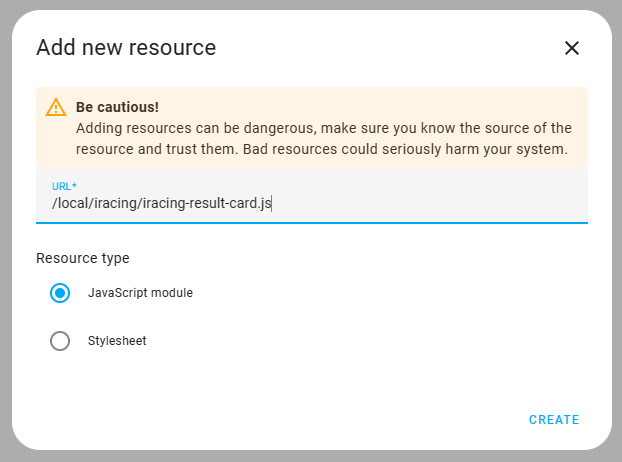 Add new resource
Be cautious!
Adding resources can be dangerous, make sure you know the source of the
resource and trust them. Bad resources could seriously harm your system.
URL*
/local/iracing/iracing-result-card.js
Resource type
JavaScript module
Stylesheet
CREATE